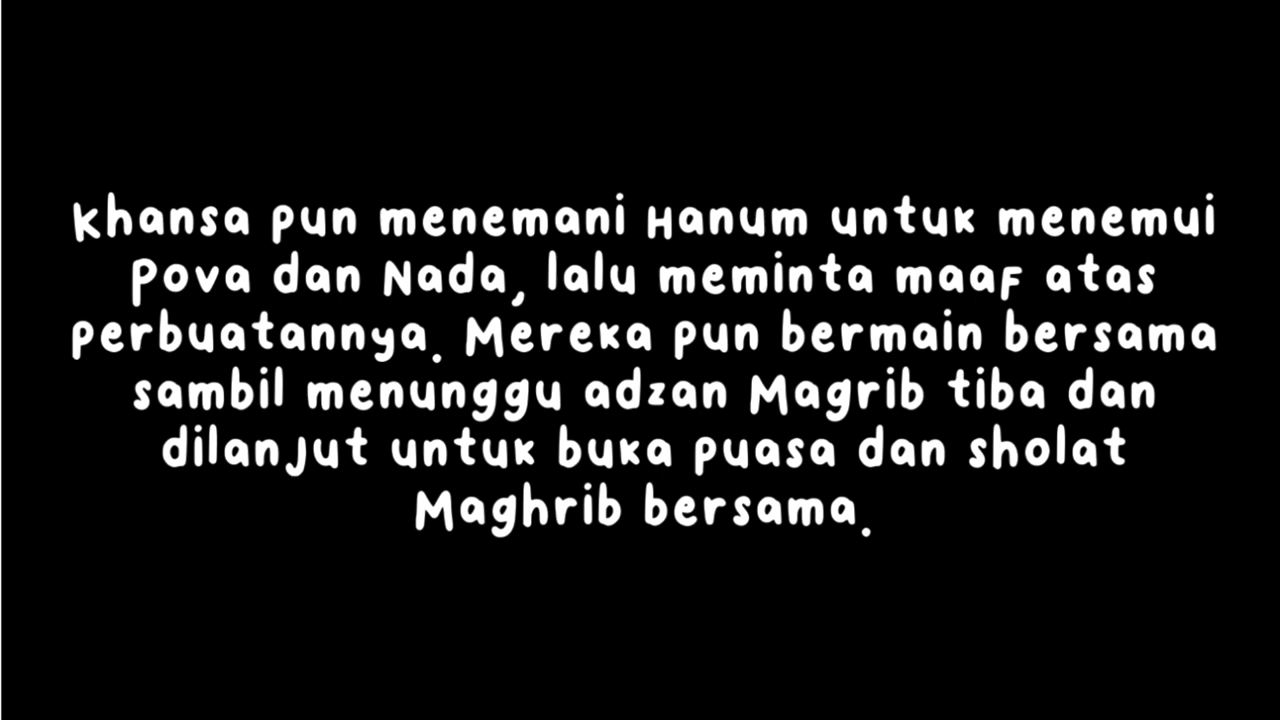 Khansa pun menemani Hanum untuk menemui
Pova dan Nada, lalu meminta maaf atas
perbuatannya. Mereka pun bermain bersama
sambil menunggu adzan Magrib tiba dan
dilanjut untuk buka puasa dan sholat
Maghrib bersama.